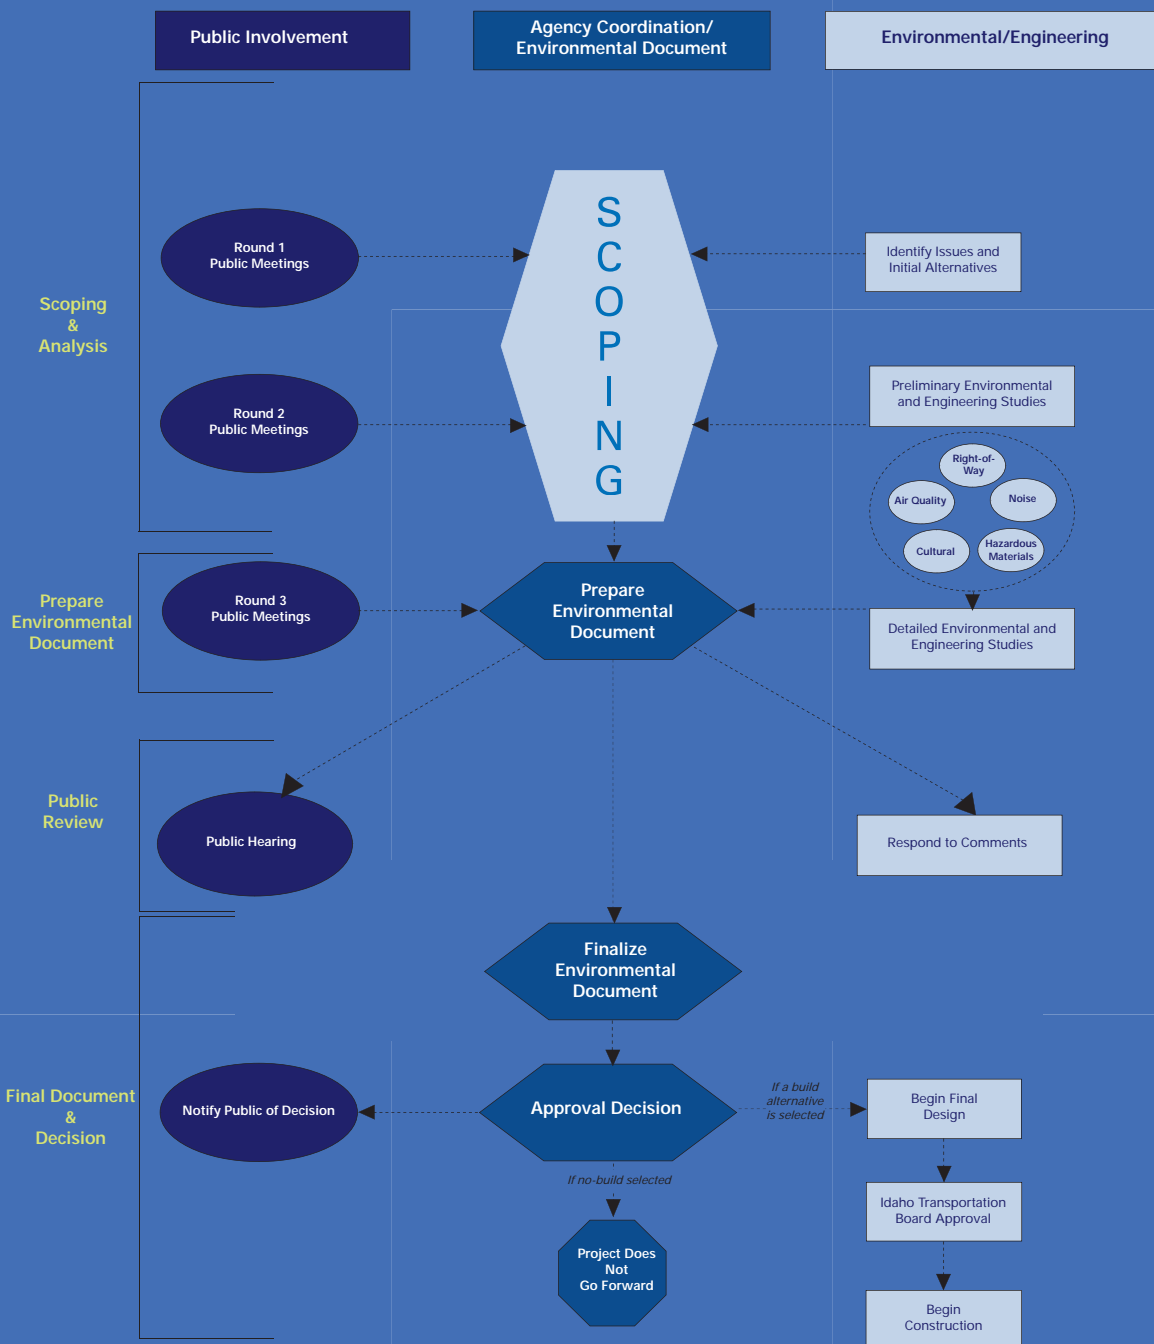 Public Involvement
Agency Coordination/
Environmental Document
Environmental/Engineering
Scoping
&
Analysis
Round 1
Public Meetings
S
C
O
P
I
N
G
Identify Issues and
Initial Alternatives
Round 2
Public Meetings
Preliminary Environmental
and Engineering Studies
Right-of-
Way
Air Quality
Noise
Cultural
Hazardous
Materials
Prepare
Environmental
Document
Round 3
Public Meetings
Prepare
Environmental
Document
Detailed Environmental and
Engineering Studies
Public
Review
Public Hearing
Respond to Comments
Finalize
Environmental
Document
Final Document
&
Decision
Notify Public of Decision
Approval Decision
If a build
alternative
is selected
Begin Final
Design
If no-build selected
Idaho Transportation
Board Approval
Project Does
Not
Go Forward
Begin
Construction